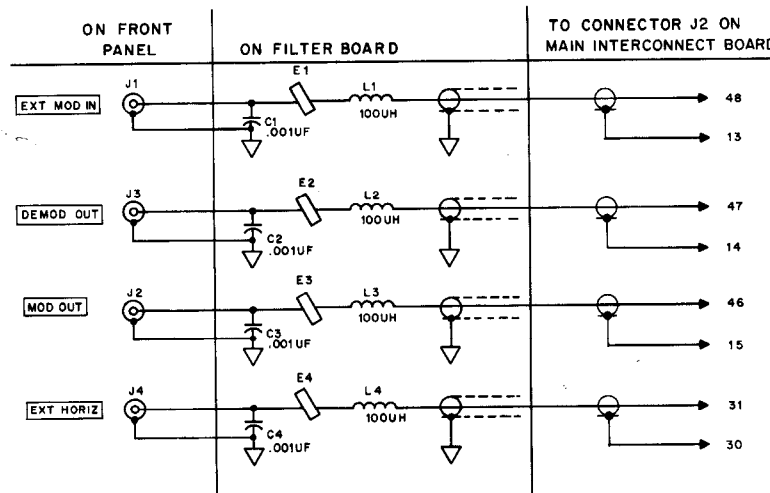 ON FRONT
PANEL
ON FILTER BOARD
TO CONNECTOR J2 ON
MAIN INTERCONNECT BOARD
EXT MOD IN
J1
C1
.001UF
E1
L1
100UH
48
13
DEMOD OUT
J3
C2
.001UF
E2
L2
100UH
47
14
MOD OUT
J2
C3
.001UF
E3
L3
100UH
46
15
EXT HORIZ
J4
C4
.001UF
E4
L4
100UH
31
30